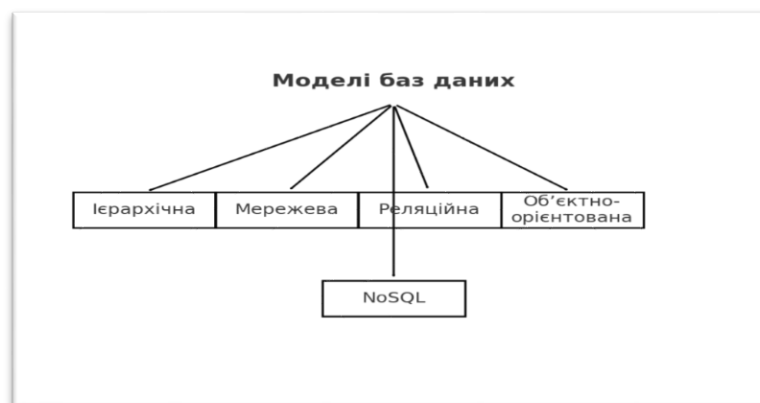 Моделі баз даних
Ієрархічна
Мережева
Реляційна
Об’єктно-
орієнтована
NoSQL